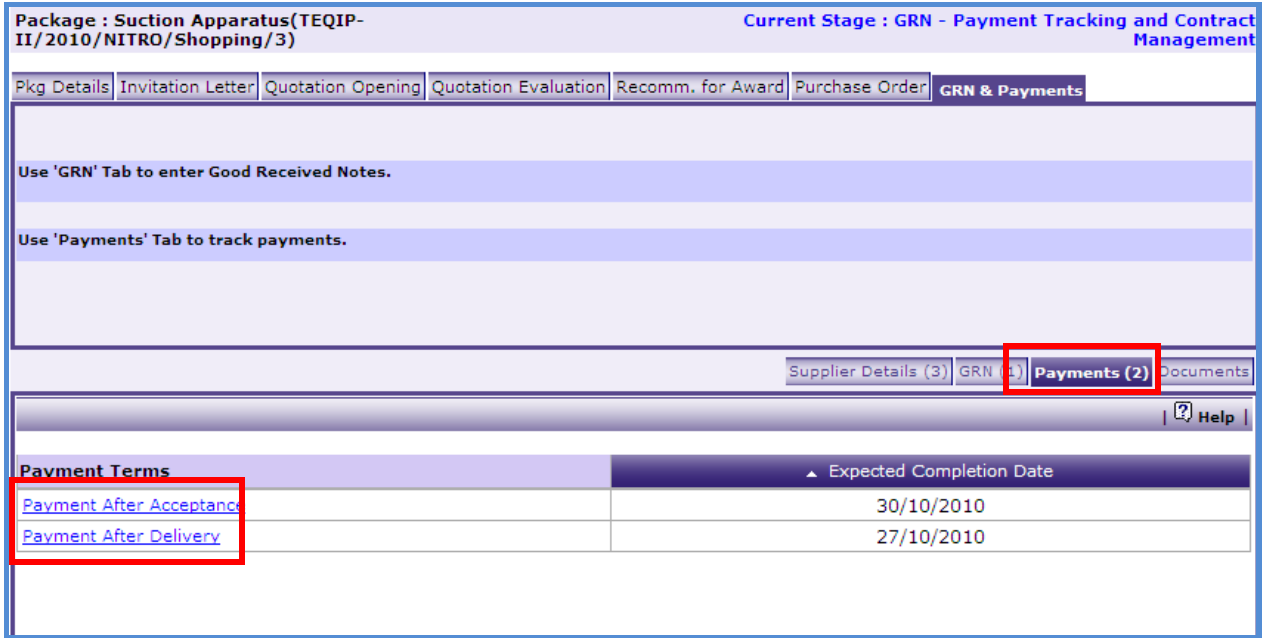 Package : Suction Apparatus(TEQIP-
II/2010/NITRO/Shopping/3)
Current Stage : GRN - Payment Tracking and Contract
Management
Pkg Details Invitation Letter Quotation Opening Quotation Evaluation Recomm. for Award Purchase Order GRN & Payments
Use 'GRN' Tab to enter Good Received Notes.
Use 'Payments' Tab to track payments.
Supplier Details (3) GRN (1) Payments (2) Documents
| Help |
Payment Terms ▲ Expected Completion Date
Payment After Acceptance 30/10/2010
Payment After Delivery 27/10/2010